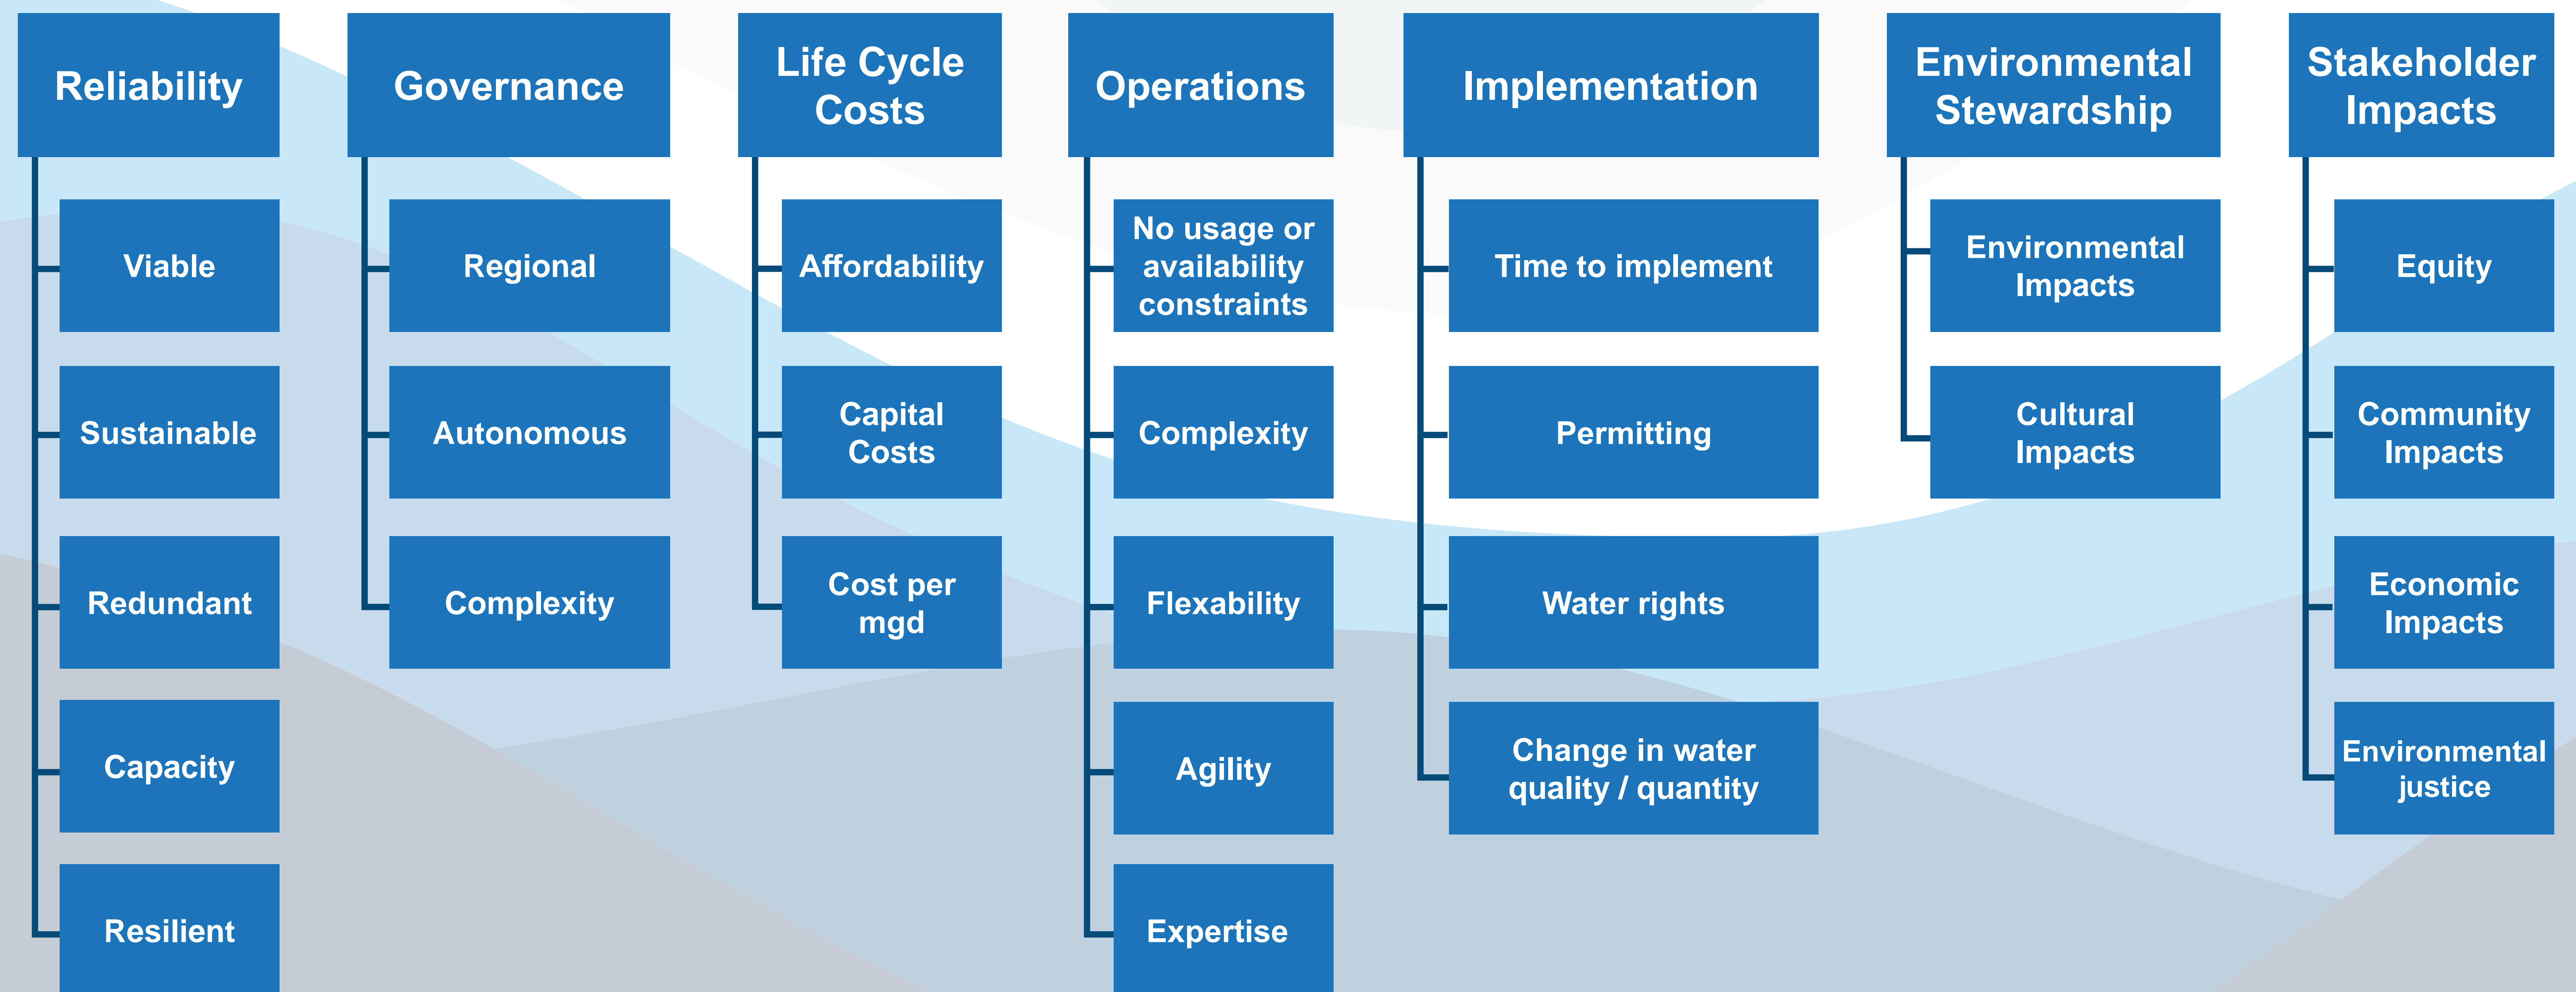 Reliability
Viable
Sustainable
Redundant
Capacity
Resilient
Governance
Regional
Autonomous
Complexity
Life Cycle
Costs
Affordability
Capital
Costs
Cost per
mgd
Operations
No usage or
availability
constraints
Complexity
Flexability
Agility
Expertise
Implementation
Time to implement
Permitting
Water rights
Change in water
quality / quantity
Environmental
Stewardship
Environmental
Impacts
Cultural
Impacts
Stakeholder
Impacts
Equity
Community
Impacts
Economic
Impacts
Environmental
justice